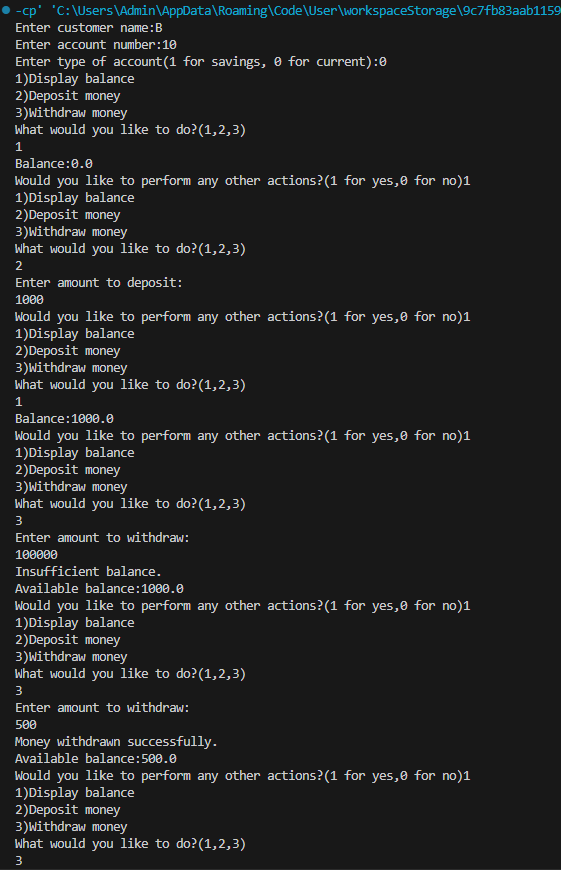 -cp' 'C:\Users\Admin\AppData\Roaming\Code\User\workspaceStorage\9c7fb83aab1159
Enter customer name:B
Enter account number:10
Enter type of account(1 for savings, 0 for current):0
1)Display balance
2)Deposit money
3)Withdraw money
What would you like to do?(1,2,3)
1
Balance:0.0
Would you like to perform any other actions?(1 for yes,0 for no)1
1)Display balance
2)Deposit money
3)Withdraw money
What would you like to do?(1,2,3)
2
Enter amount to deposit:
1000
Would you like to perform any other actions?(1 for yes,0 for no)1
1)Display balance
2)Deposit money
3)Withdraw money
What would you like to do?(1,2,3)
1
Balance:1000.0
Would you like to perform any other actions?(1 for yes,0 for no)1
1)Display balance
2)Deposit money
3)Withdraw money
What would you like to do?(1,2,3)
3
Enter amount to withdraw:
100000
Insufficient balance.
Available balance:1000.0
Would you like to perform any other actions?(1 for yes,0 for no)1
1)Display balance
2)Deposit money
3)Withdraw money
What would you like to do?(1,2,3)
3
Enter amount to withdraw:
500
Money withdrawn successfully.
Available balance:500.0
Would you like to perform any other actions?(1 for yes,0 for no)1
1)Display balance
2)Deposit money
3)Withdraw money
What would you like to do?(1,2,3)
3